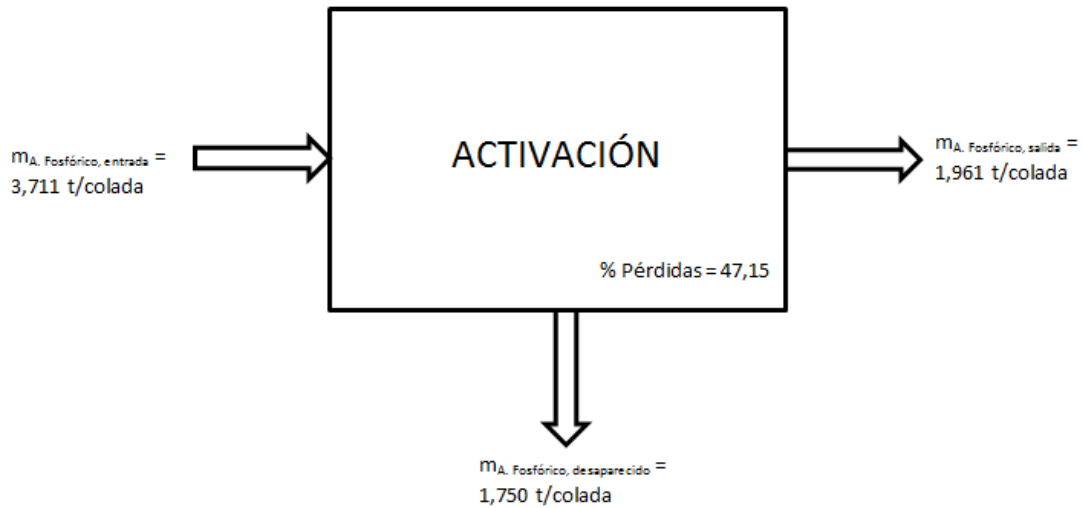 ACTIVACIÓN
mA. Fosfórico, entrada =
3,711 t/colada
mA. Fosfórico, salida =
1,961 t/colada
% Pérdidas = 47,15
mA. Fosfórico, desaparecido =
1,750 t/colada